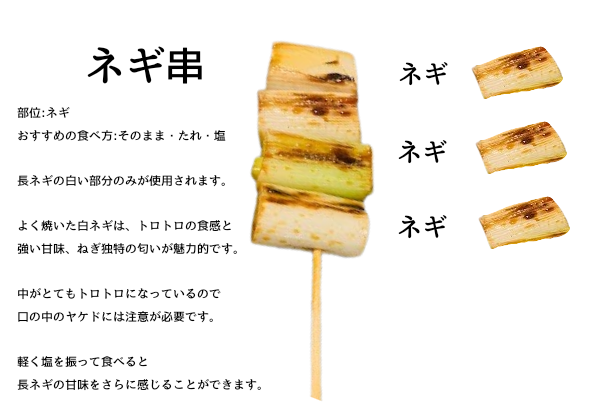 ネギ串
部位:ネギ
おすすめの食べ方:そのまま・たれ・塩
長ネギの白い部分のみが使用されます。
よく焼いた白ネギは、トロトロの食感と
強い甘味、ねぎ独特の匂いが魅力的です。
中がとてもトロトロになっているので
口の中のヤケドには注意が必要です。
軽く塩を振って食べると
長ネギの甘味をさらに感じることができます。
ネギ
ネギ
ネギ